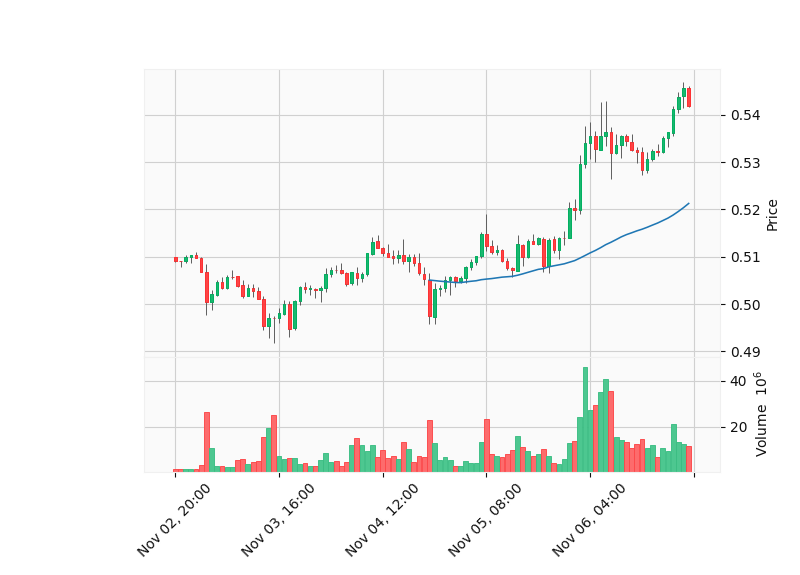 0.54
0.53
0.52
0.51
0.50
0.49
Price
40
20
Volume 10^6
Nov 02, 20:00
Nov 03, 16:00
Nov 04, 12:00
Nov 05, 08:00
Nov 06, 04:00